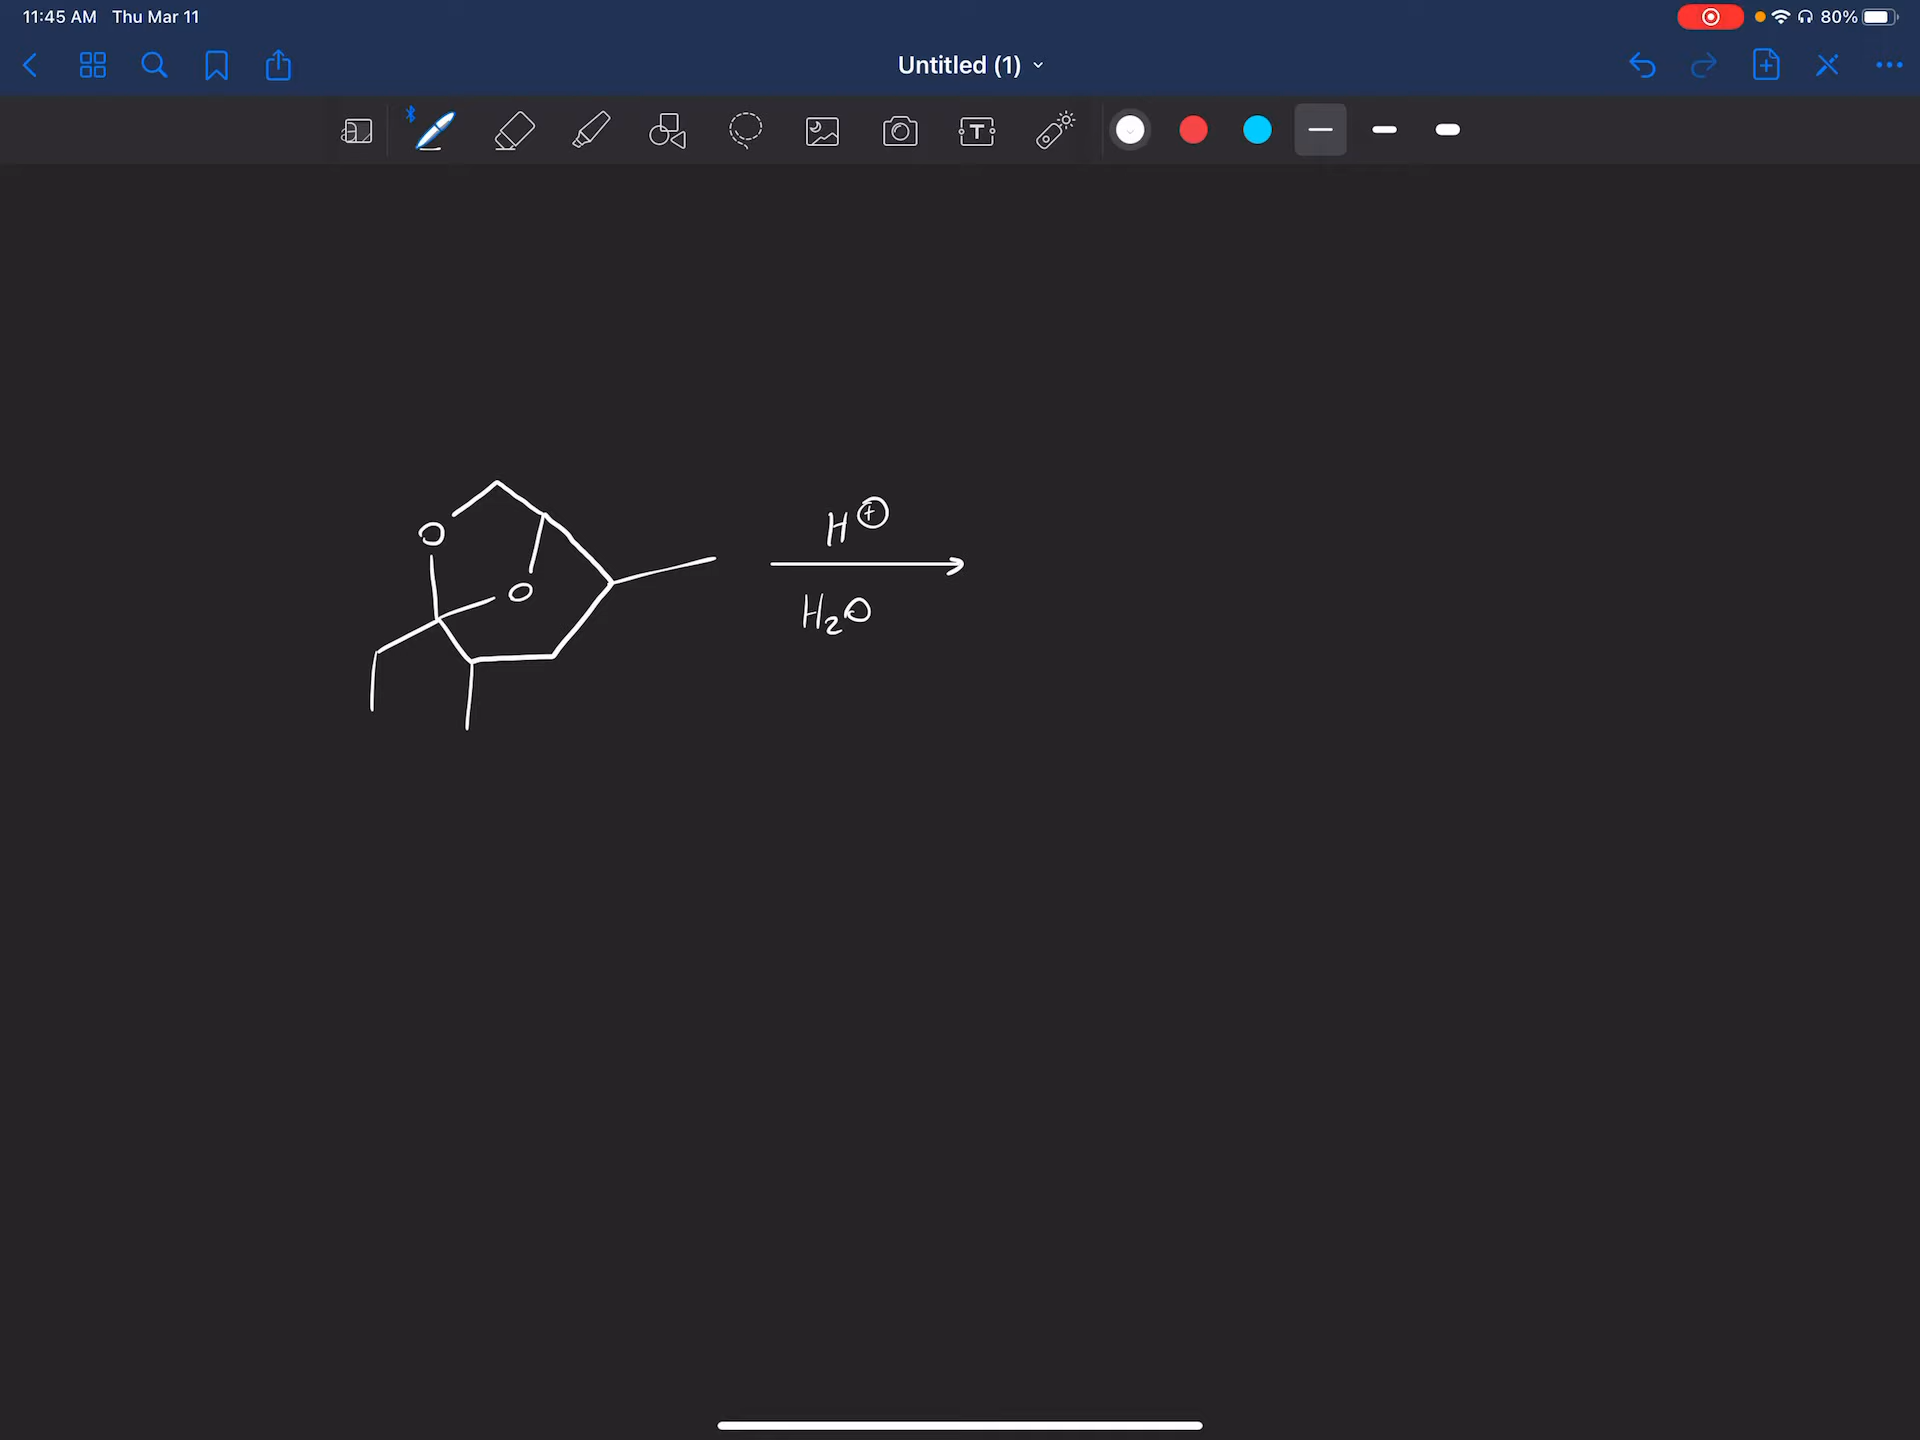 11:45 AM Thu Mar 11
80%
Untitled (1)
T
O
O
H⊕
H₂O